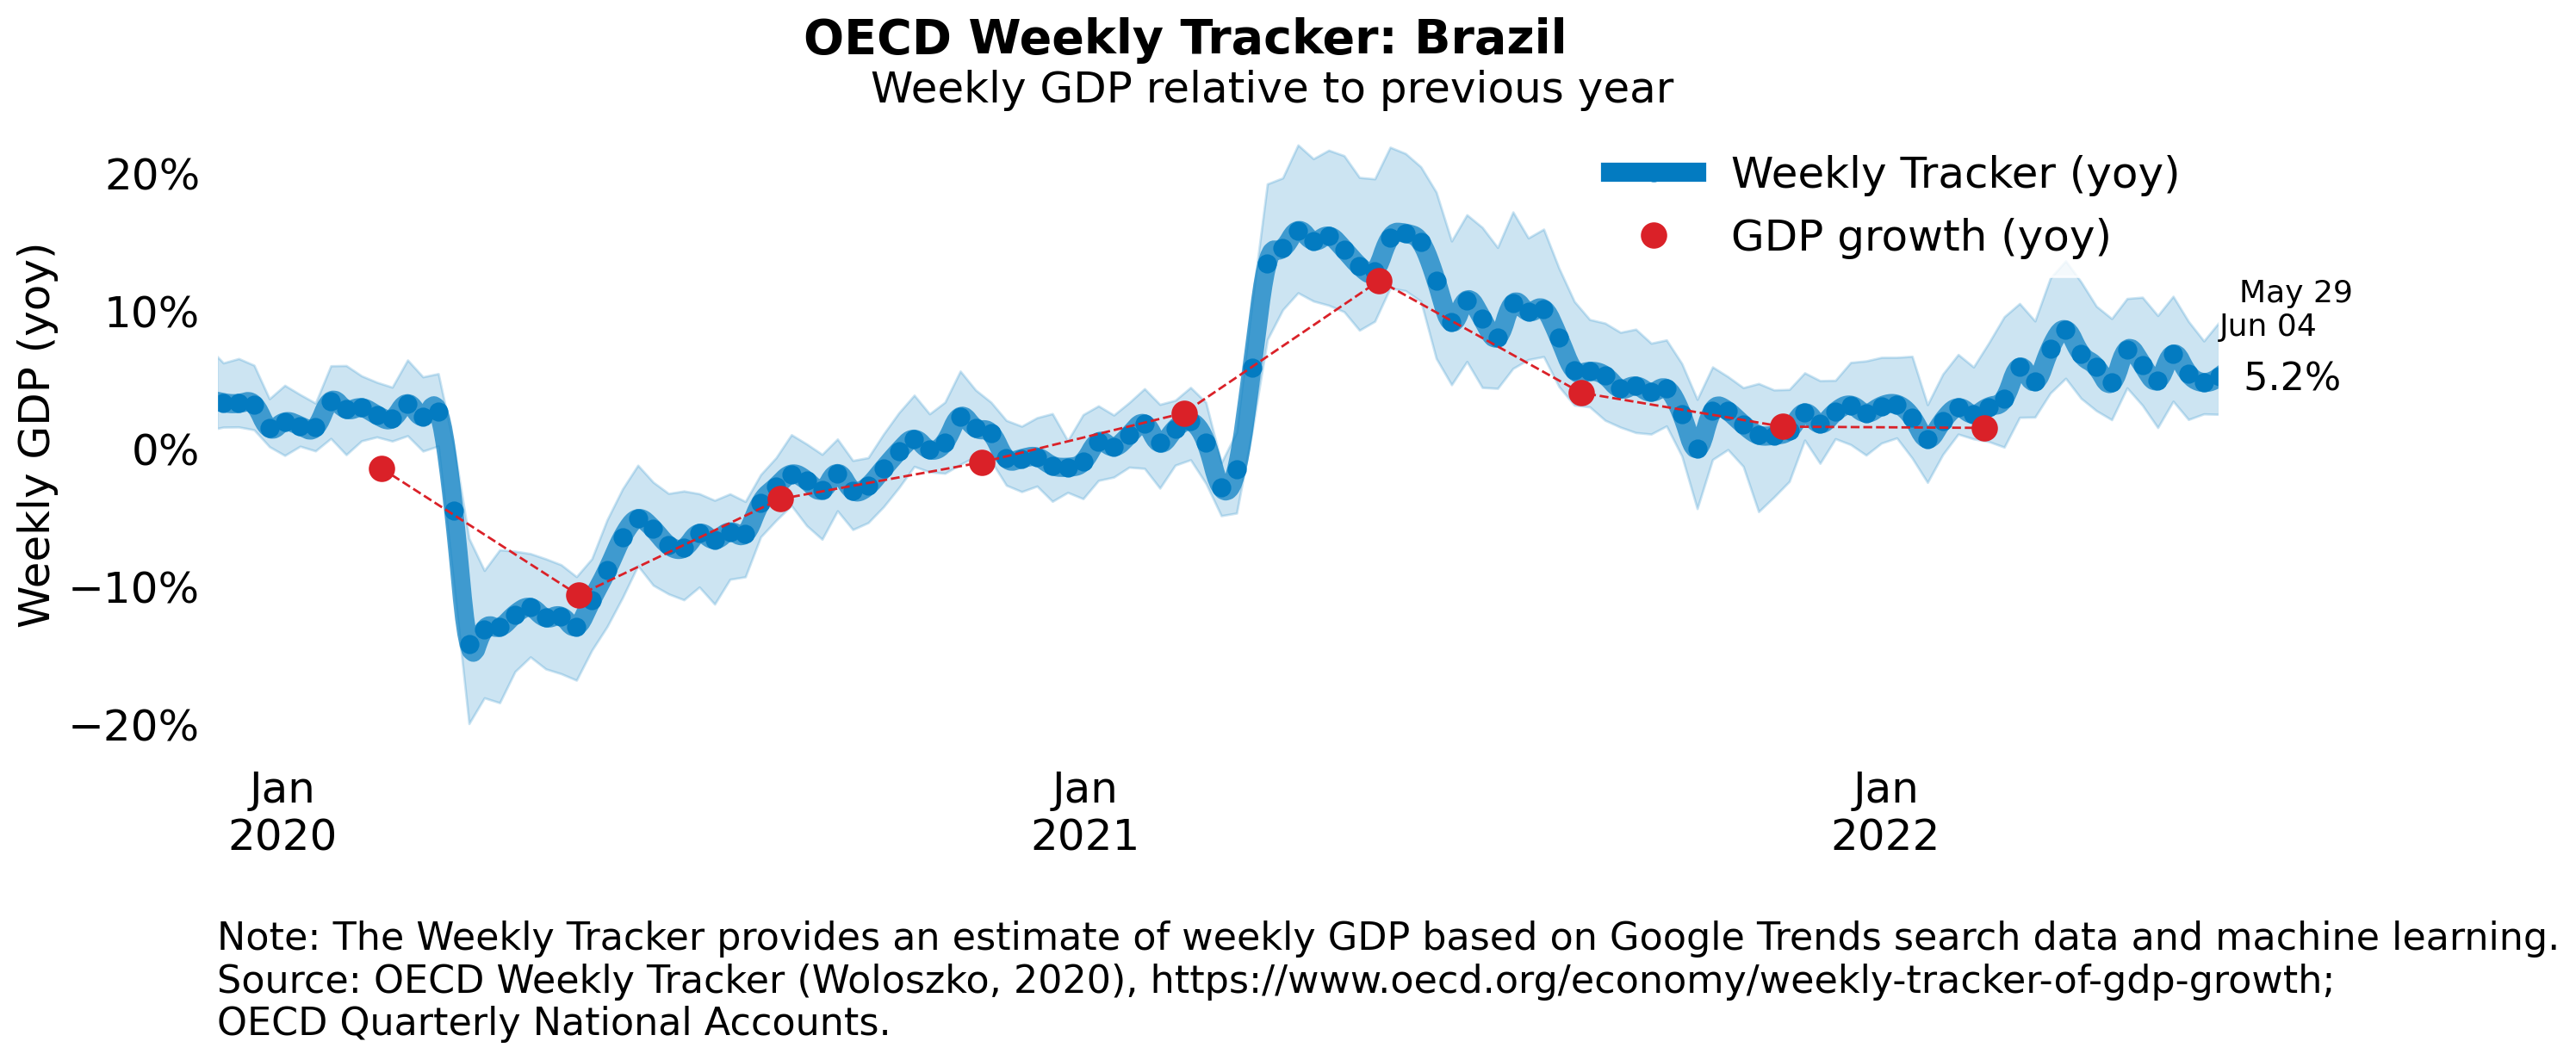 OECD Weekly Tracker: Brazil
Weekly GDP relative to previous year
Weekly GDP (yoy)
20%
10%
0%
−10%
−20%
Weekly Tracker (yoy)
GDP growth (yoy)
May 29
Jun 04
5.2%
Jan
2020
Jan
2021
Jan
2022
Note: The Weekly Tracker provides an estimate of weekly GDP based on Google Trends search data and machine learning.
Source: OECD Weekly Tracker (Woloszko, 2020), https://www.oecd.org/economy/weekly-tracker-of-gdp-growth;
OECD Quarterly National Accounts.